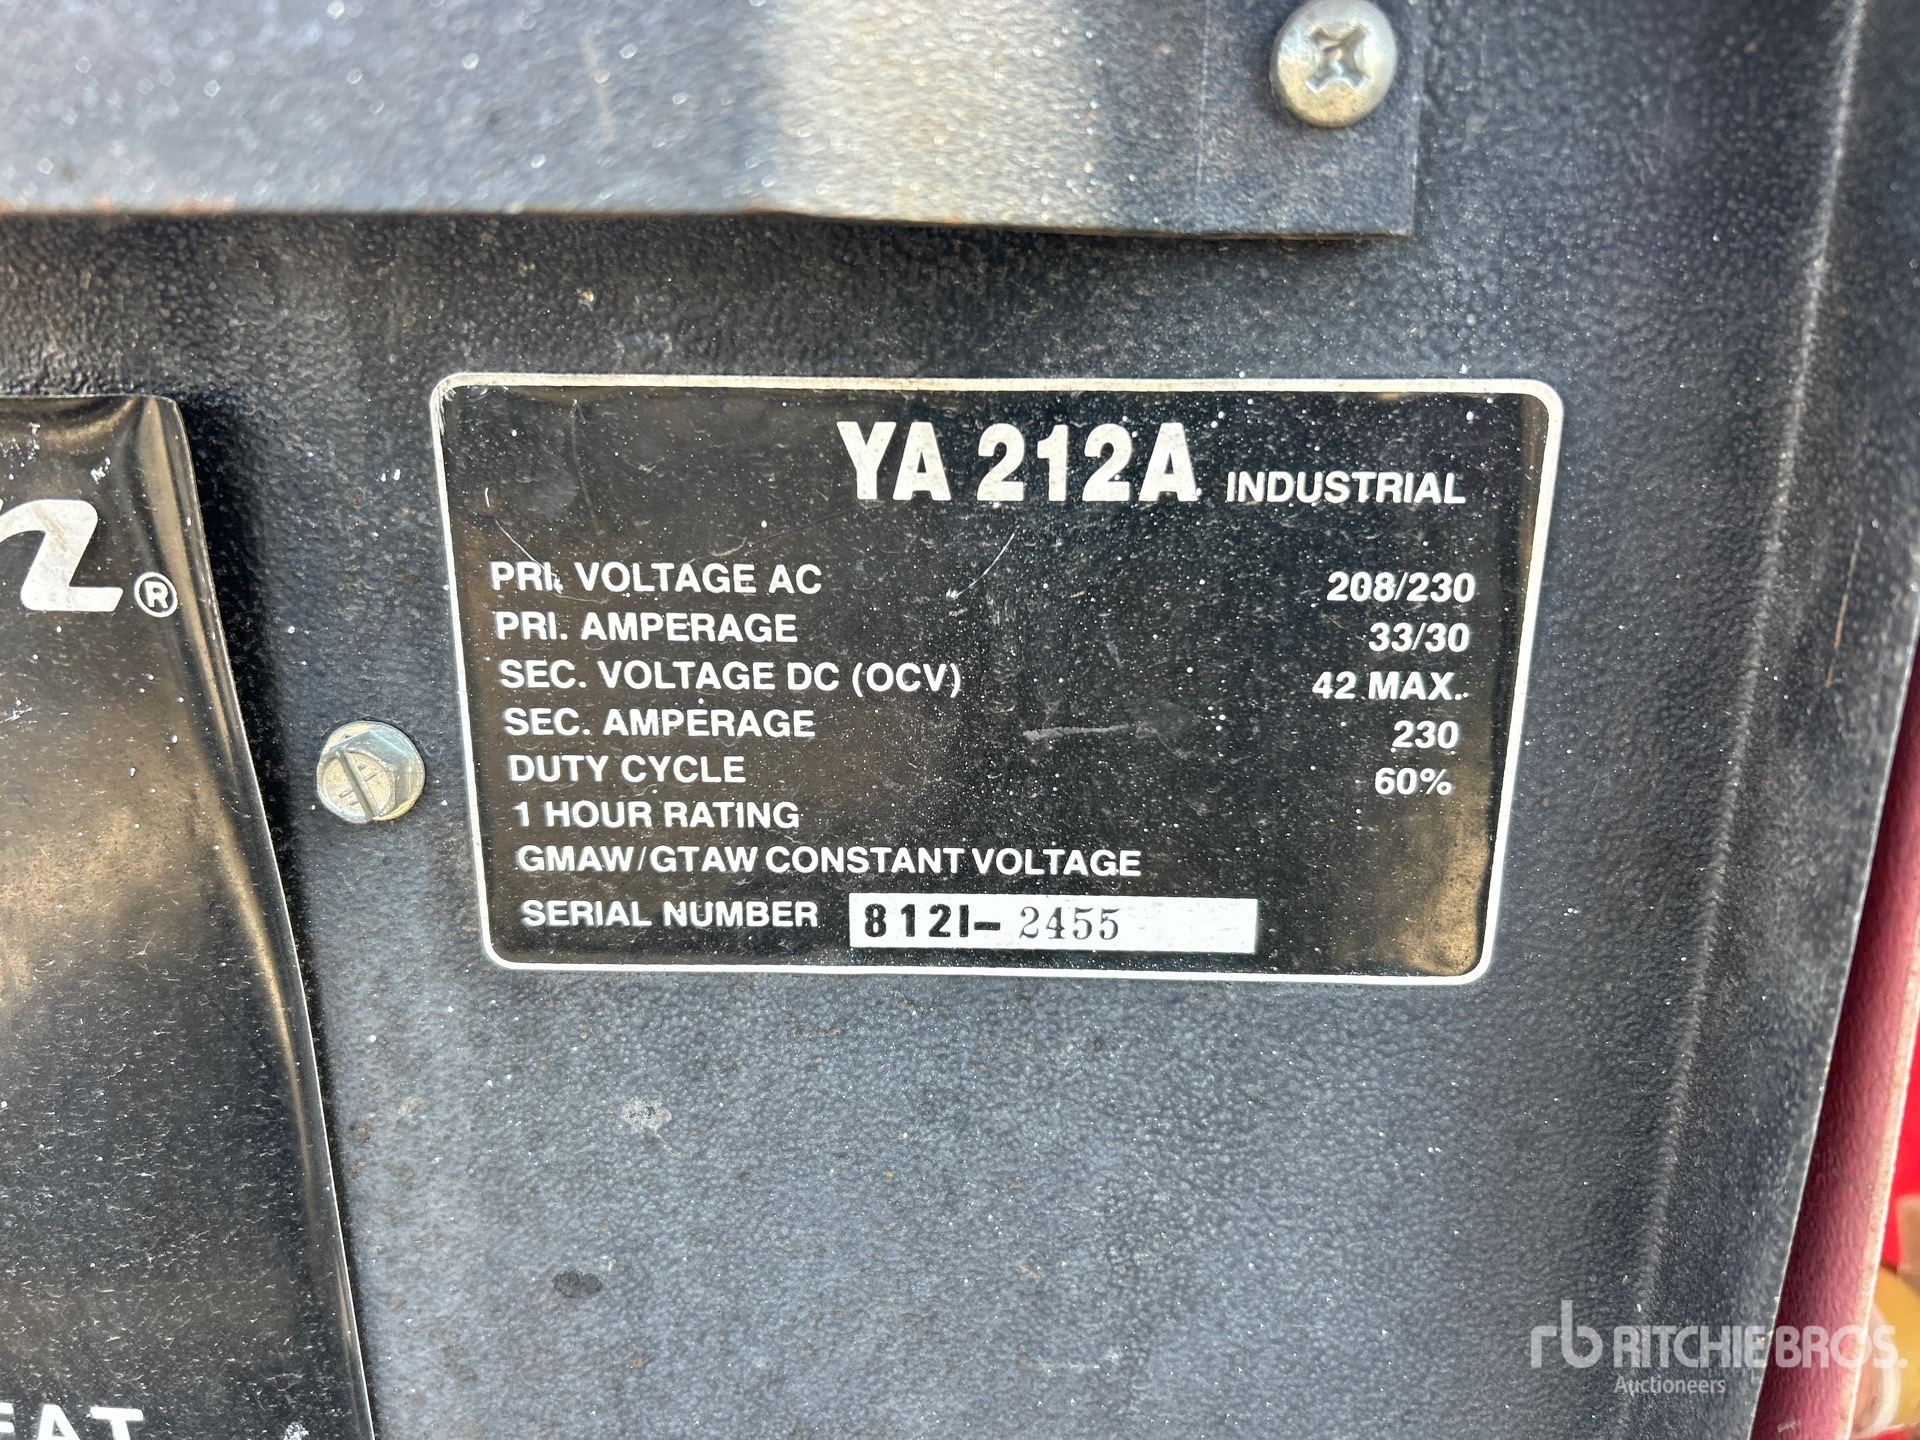 YA 212A INDUSTRIAL
PRI. VOLTAGE AC 208/230
PRI. AMPERAGE 33/30
SEC. VOLTAGE DC (OCV) 42 MAX.
SEC. AMPERAGE 230
DUTY CYCLE 60%
1 HOUR RATING
GMAW/GTAW CONSTANT VOLTAGE
SERIAL NUMBER 812I- 2455
n®
EAT
rb RITCHIE BROS.
Auctioneers